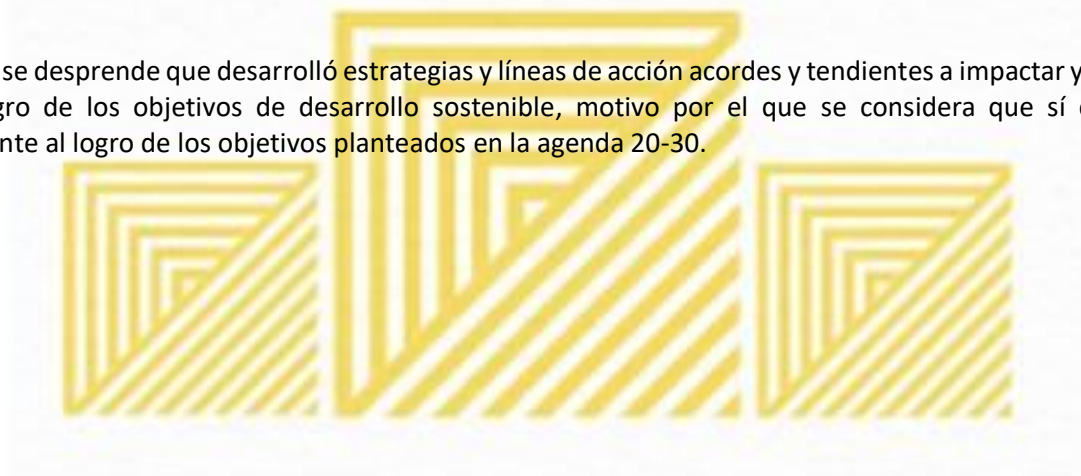 se desprende que desarrolló estrategias y líneas de acción acordes y tendientes a impactar y
gro de los objetivos de desarrollo sostenible, motivo por el que se considera que sí
nte al logro de los objetivos planteados en la agenda 20-30.